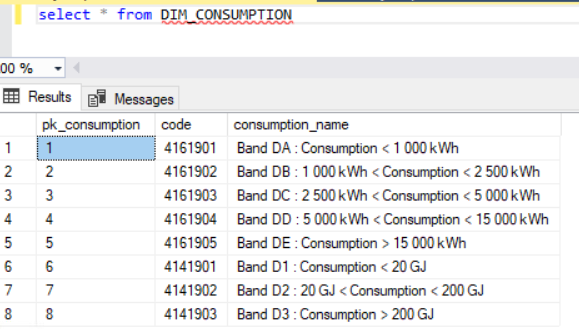 select * from DIM_CONSUMPTION
00 %
Results Messages
pk_consumption code consumption_name
1 1 4161901 Band DA : Consumption < 1 000 kWh
2 2 4161902 Band DB : 1 000 kWh < Consumption < 2 500 kWh
3 3 4161903 Band DC : 2 500 kWh < Consumption < 5 000 kWh
4 4 4161904 Band DD : 5 000 kWh < Consumption < 15 000 kWh
5 5 4161905 Band DE : Consumption > 15 000 kWh
6 6 4141901 Band D1 : Consumption < 20 GJ
7 7 4141902 Band D2 : 20 GJ < Consumption < 200 GJ
8 8 4141903 Band D3 : Consumption > 200 GJ